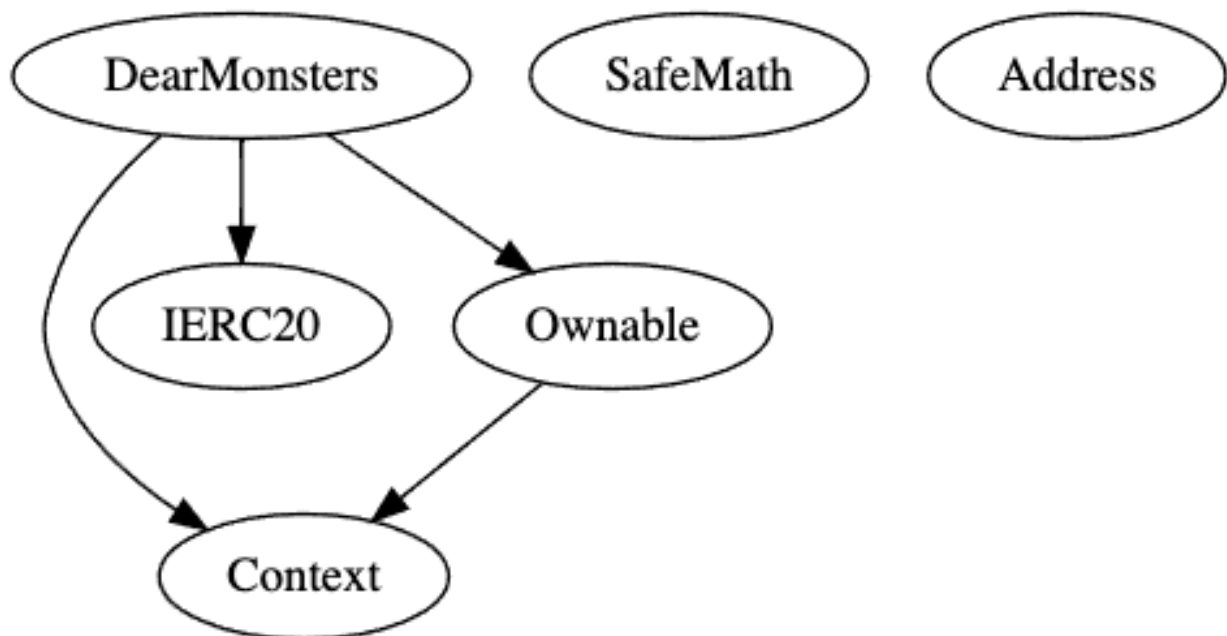 DearMonsters
SafeMath
Address
IERC20
Ownable
Context